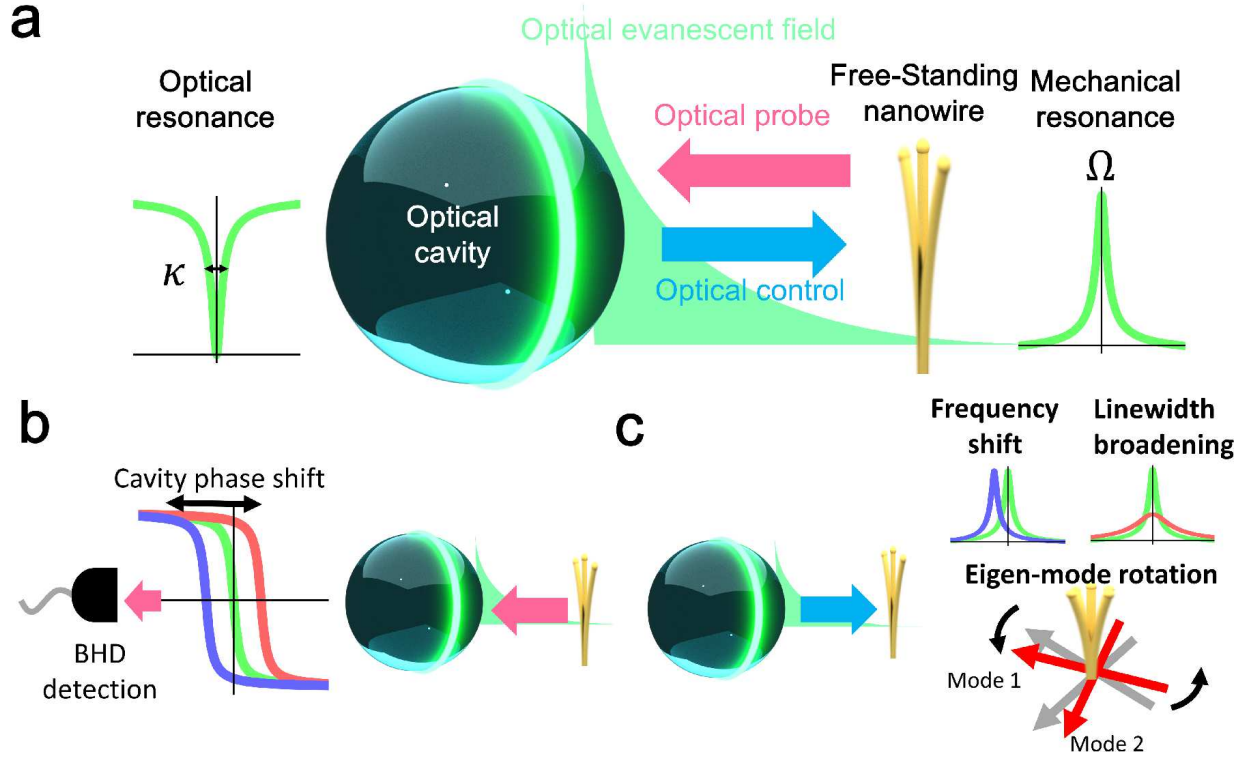 a
Optical evanescent field
Optical
resonance
Free-Standing
nanowire
Mechanical
resonance
Optical probe
Ω
Optical
cavity
κ
Optical control
b
Cavity phase shift
BHD
detection
c
Frequency
shift
Linewidth
broadening
Eigen-mode rotation
Mode 1
Mode 2